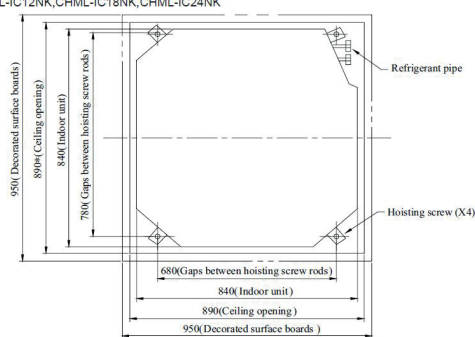 L-IC12NK,CHML-IC18NK,CHML-IC24NK
950( Decorated surface boards)
890*(Ceiling opening)
840(Indoor unit)
780( Gaps between hoisting screw rods)
Refrigerant pipe
Hoisting screw (X4)
680(Gaps between hoisting screw rods)
840( Indoor unit )
890(Ceiling opening )
950(Decorated surface boards )